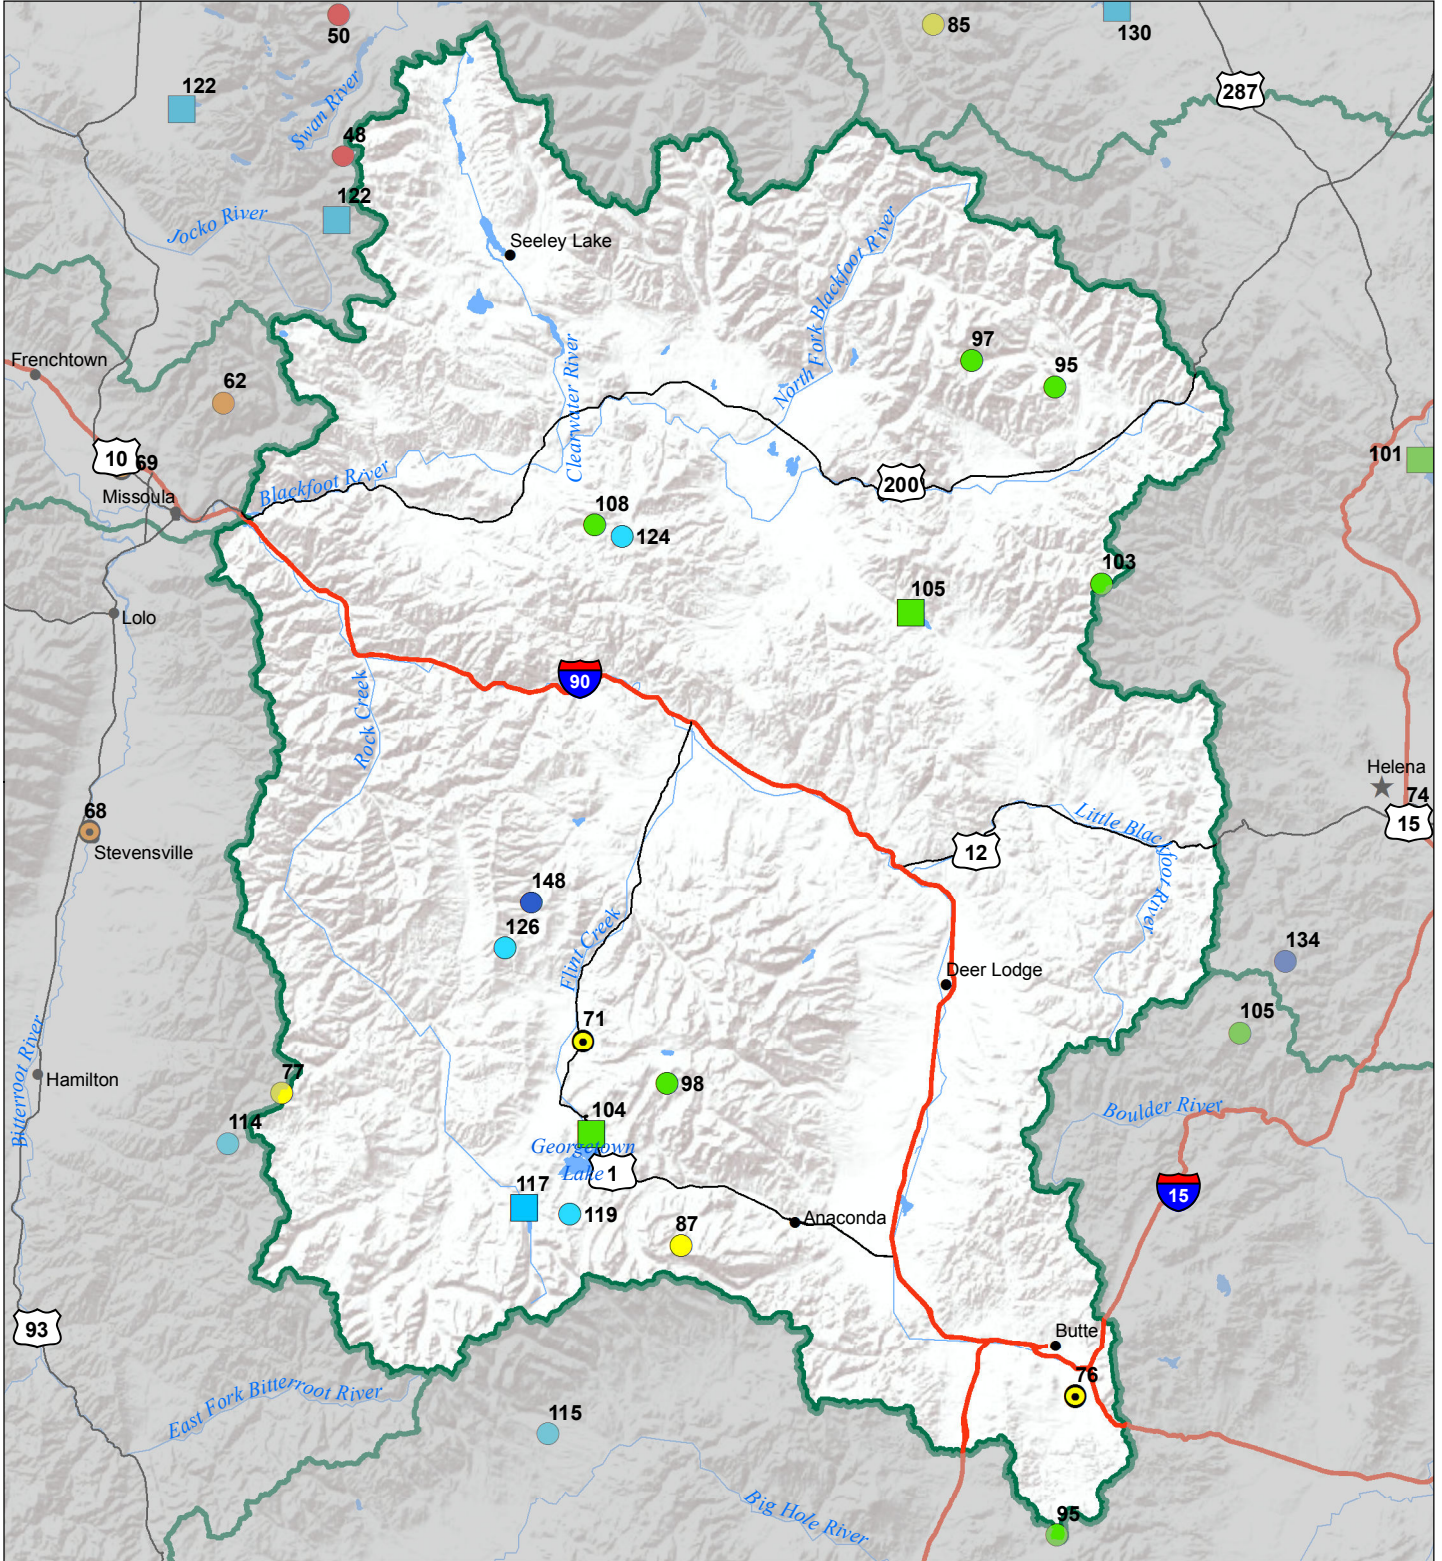 50
85
130
122
287
Swan River
48
122
Jocko River
Seeley Lake
North Fork Blackfoot River
Frenchtown
97
95
62
Clearwater River
10
69
101
Blackfoot River
200
Missoula
108
124
103
105
Lolo
90
Rock Creek
Helena
74
68
Little Blackfoot River
15
Stevensville
12
148
126
Flint Creek
134
Deer Lodge
105
71
Bitterroot River
77
Hamilton
98
104
Boulder River
114
Georgetown
Lake
1
117
15
119
87
Anaconda
93
Butte
76
East Fork Bitterroot River
115
Big Hole River
95